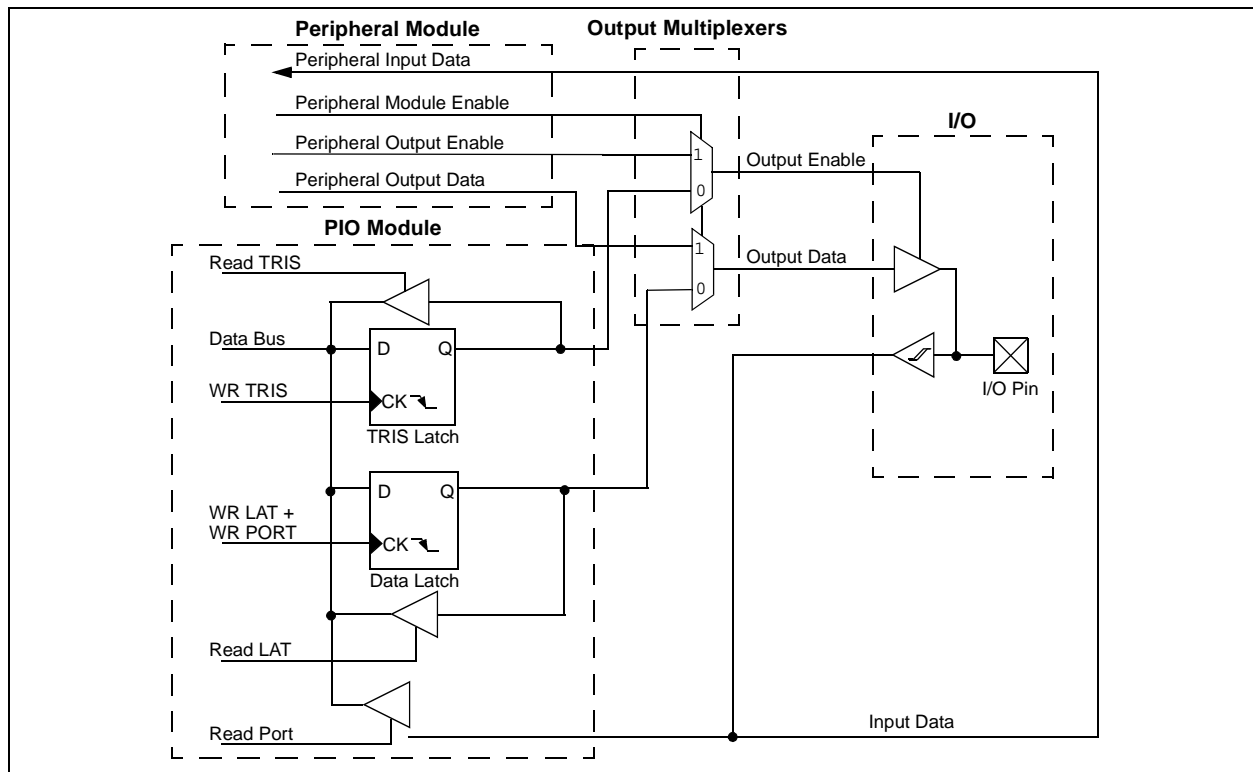 Peripheral Module
Output Multiplexers
Peripheral Input Data
Peripheral Module Enable
Peripheral Output Enable
Peripheral Output Data
1
0
Output Enable
I/O
PIO Module
Read TRIS
1
0
Output Data
Data Bus
D
Q
WR TRIS
CK
TRIS Latch
I/O Pin
D
Q
WR LAT +
WR PORT
CK
Data Latch
Read LAT
Read Port
Input Data